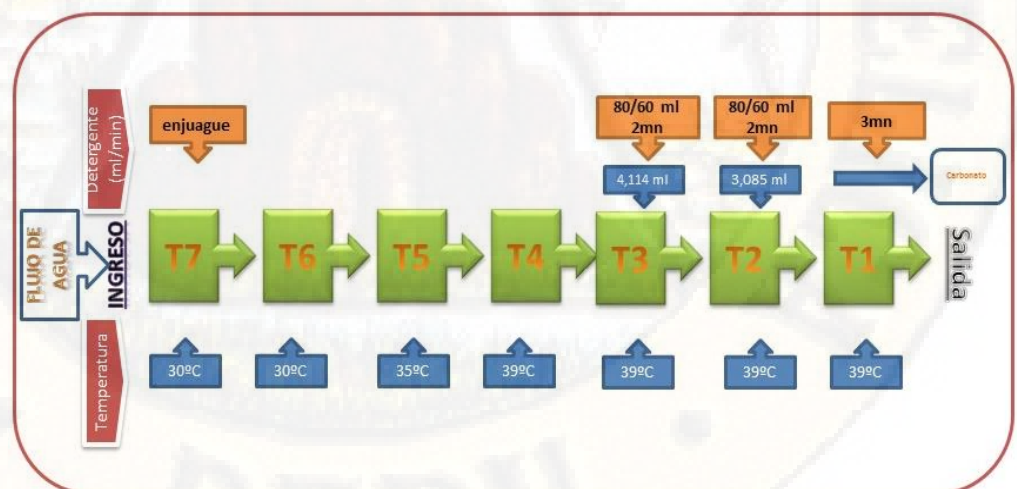 Detergente
(ml/min)
enjuague
80/60 ml
2mn
80/60 ml
2mn
3mn
4,114 ml
3,085 ml
Carbonato
FLUJO DE
AGUA
INGRESO
T7
T6
T5
T4
T3
T2
T1
Salida
Temperatura
30ºC
30ºC
35ºC
39ºC
39ºC
39ºC
39ºC